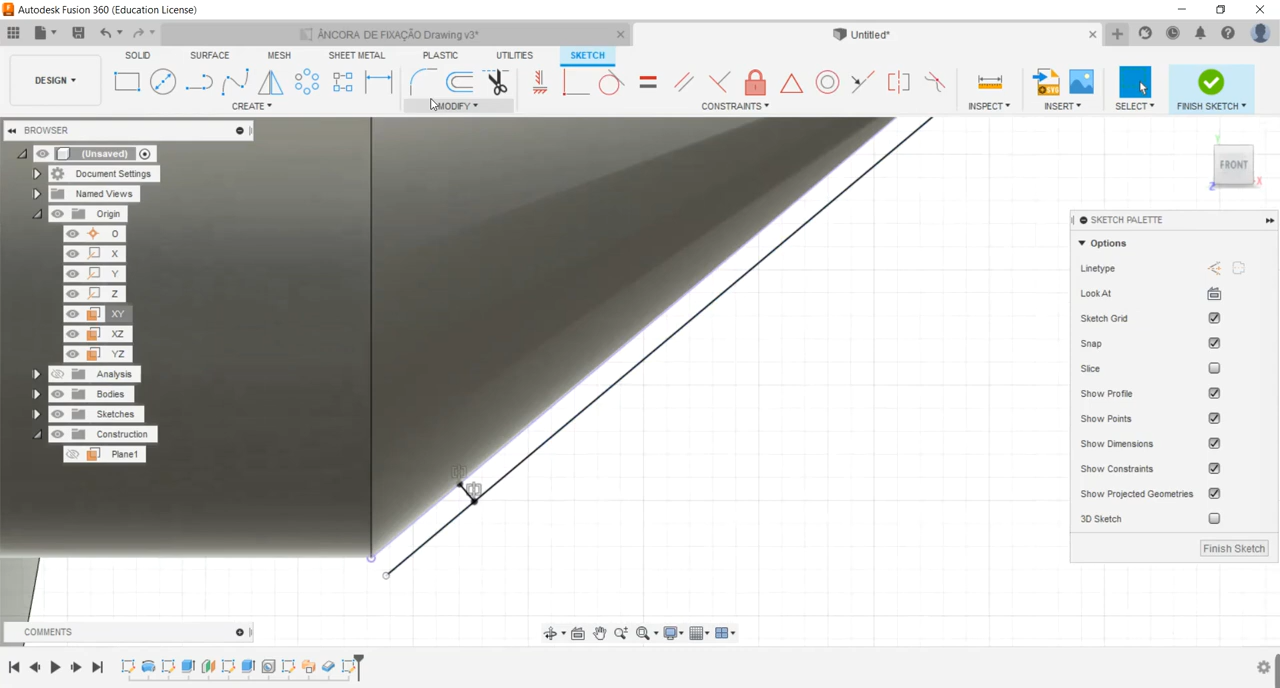 Autodesk Fusion 360 (Education License)
ÂNCORA DE FIXAÇÃO Drawing v3*
Untitled*
SOLID SURFACE MESH SHEET METAL PLASTIC UTILITIES SKETCH
DESIGN
CREATE MODIFY CONSTRAINTS INSPECT INSERT SELECT FINISH SKETCH
SVG
BROWSER
(Unsaved)
Document Settings
Named Views
Origin
O
X
Y
Z
XY
XZ
YZ
Analysis
Bodies
Sketches
Construction
Plane1
Y
FRONT
X
Z
SKETCH PALETTE
Options
Linetype
Look At
Sketch Grid
Snap
Slice
Show Profile
Show Points
Show Dimensions
Show Constraints
Show Projected Geometries
3D Sketch
Finish Sketch
COMMENTS